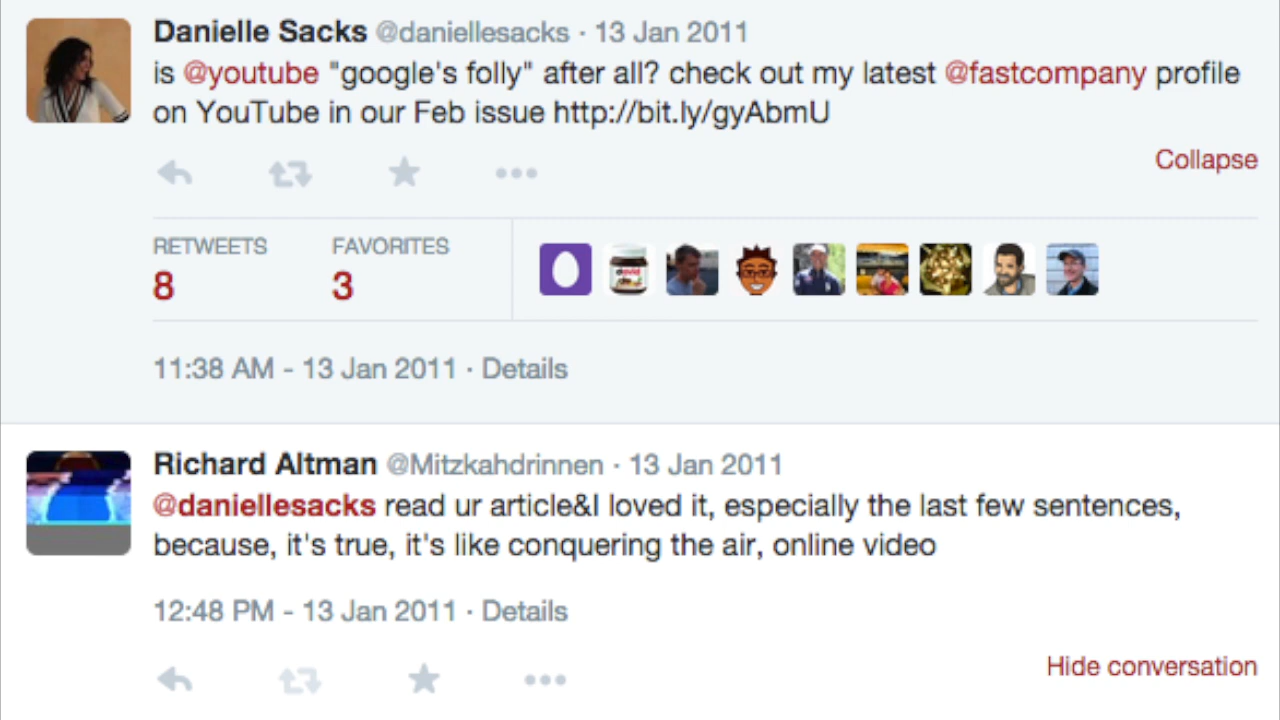 Danielle Sacks @daniellesacks · 13 Jan 2011
is @youtube "google's folly" after all? check out my latest @fastcompany profile
on YouTube in our Feb issue http://bit.ly/gyAbmU
Collapse
RETWEETS FAVORITES
8 3
11:38 AM - 13 Jan 2011 · Details
Richard Altman @Mitzkahdrinnen · 13 Jan 2011
@daniellesacks read ur article&I loved it, especially the last few sentences,
because, it's true, it's like conquering the air, online video
12:48 PM - 13 Jan 2011 · Details
Hide conversation